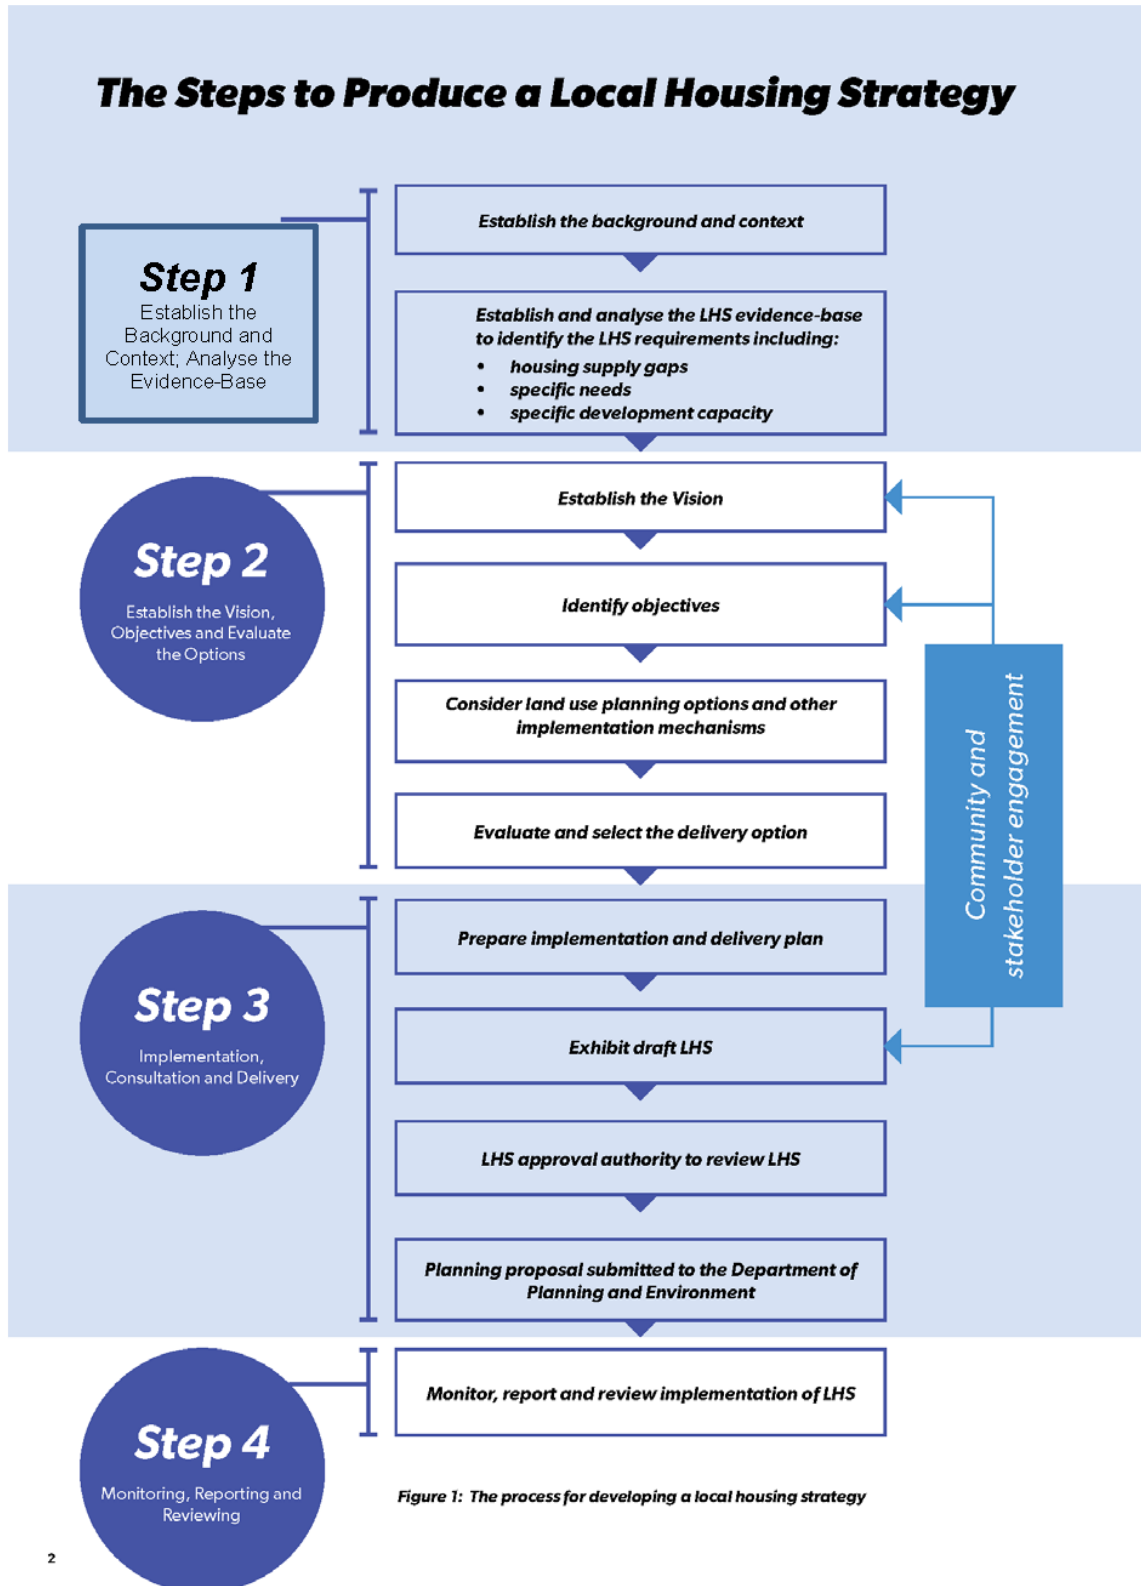 The Steps to Produce a Local Housing Strategy
Step 1
Establish the
Background and
Context; Analyse the
Evidence-Base
Establish the background and context
Establish and analyse the LHS evidence-base
to identify the LHS requirements including:
• housing supply gaps
• specific needs
• specific development capacity
Step 2
Establish the Vision,
Objectives and Evaluate
the Options
Establish the Vision
Identify objectives
Consider land use planning options and other
implementation mechanisms
Evaluate and select the delivery option
Community and
stakeholder engagement
Step 3
Implementation,
Consultation and Delivery
Prepare implementation and delivery plan
Exhibit draft LHS
LHS approval authority to review LHS
Planning proposal submitted to the Department of
Planning and Environment
Step 4
Monitoring, Reporting and
Reviewing
Monitor, report and review implementation of LHS
Figure 1: The process for developing a local housing strategy
2